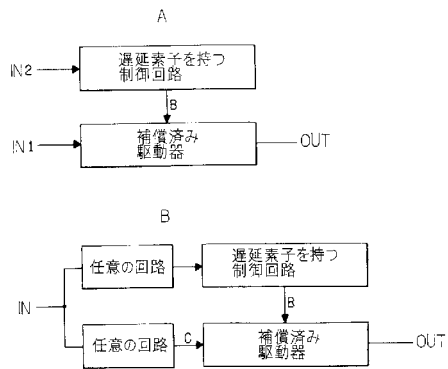 A
IN2
遅延素子を持つ
制御回路
B
IN1
補償済み
駆動器
OUT
B
任意の回路
遅延素子を持つ
制御回路
IN
B
任意の回路
C
補償済み
駆動器
OUT